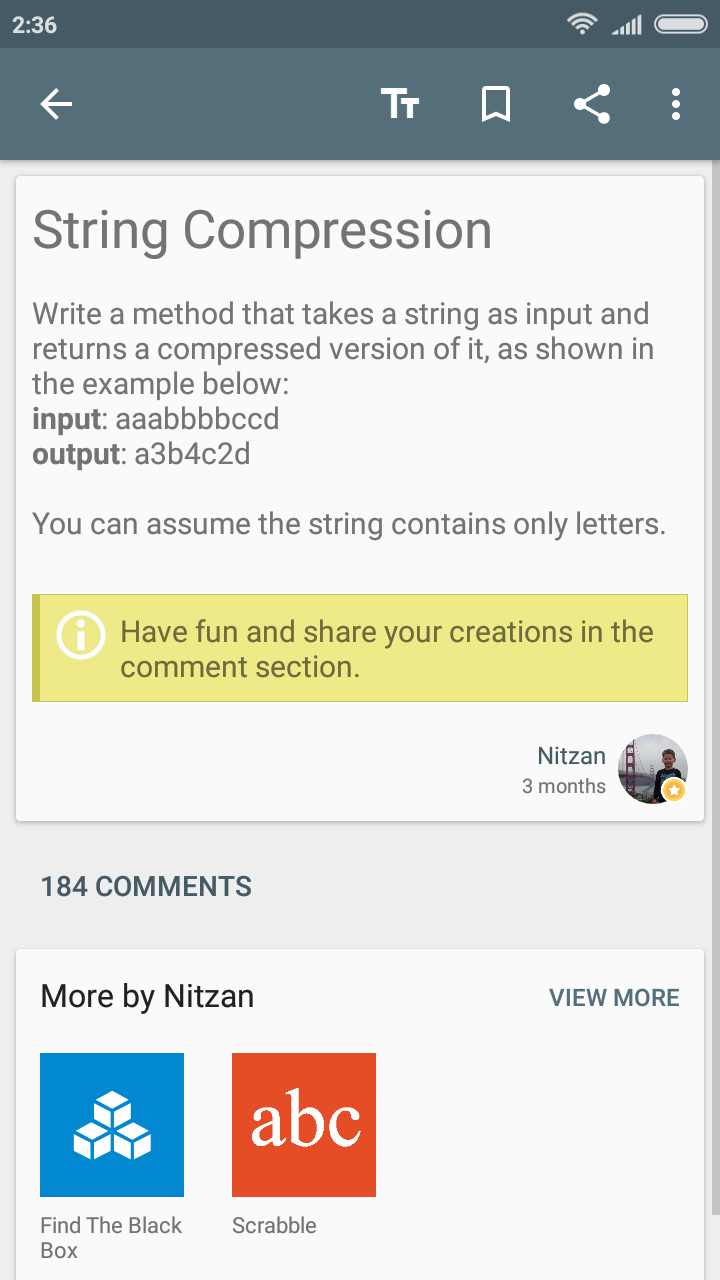 2:36
String Compression
Write a method that takes a string as input and
returns a compressed version of it, as shown in
the example below:
input: aaabbbbccd
output: a3b4c2d
You can assume the string contains only letters.
Have fun and share your creations in the
comment section.
Nitzan
3 months
184 COMMENTS
More by Nitzan
VIEW MORE
abc
Find The Black
Box
Scrabble